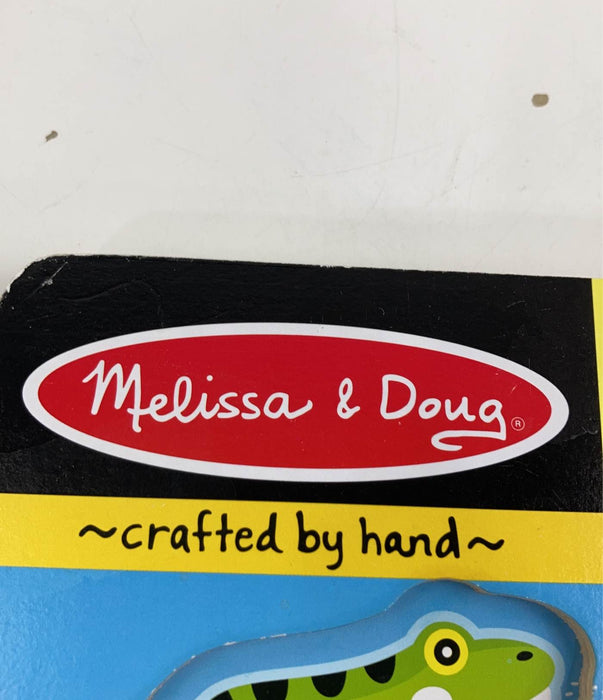 Melissa & Doug®
~crafted by hand~